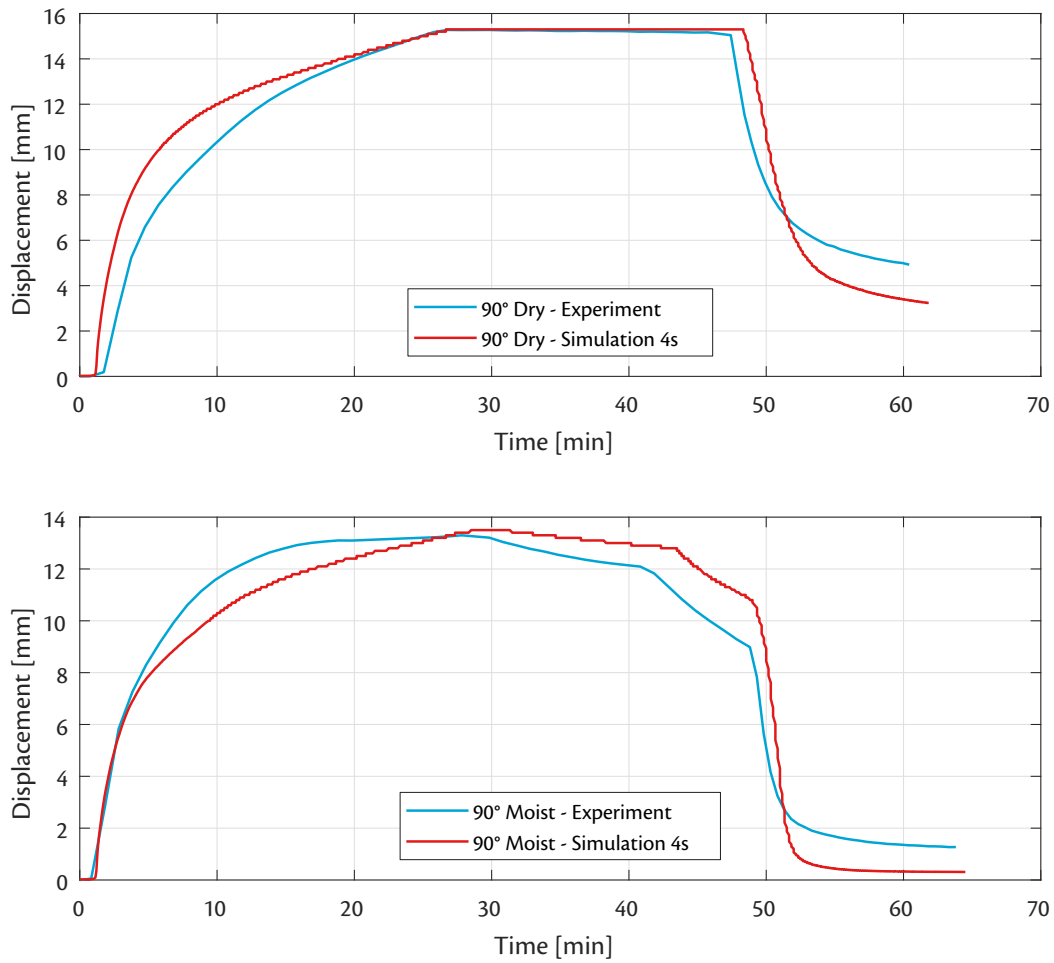 16
14
12
10
8
6
4
2
0
Displacement [mm]
90° Dry - Experiment
90° Dry - Simulation 4s
0 10 20 30 40 50 60 70
Time [min]
14
12
10
8
6
4
2
0
Displacement [mm]
90° Moist - Experiment
90° Moist - Simulation 4s
0 10 20 30 40 50 60 70
Time [min]